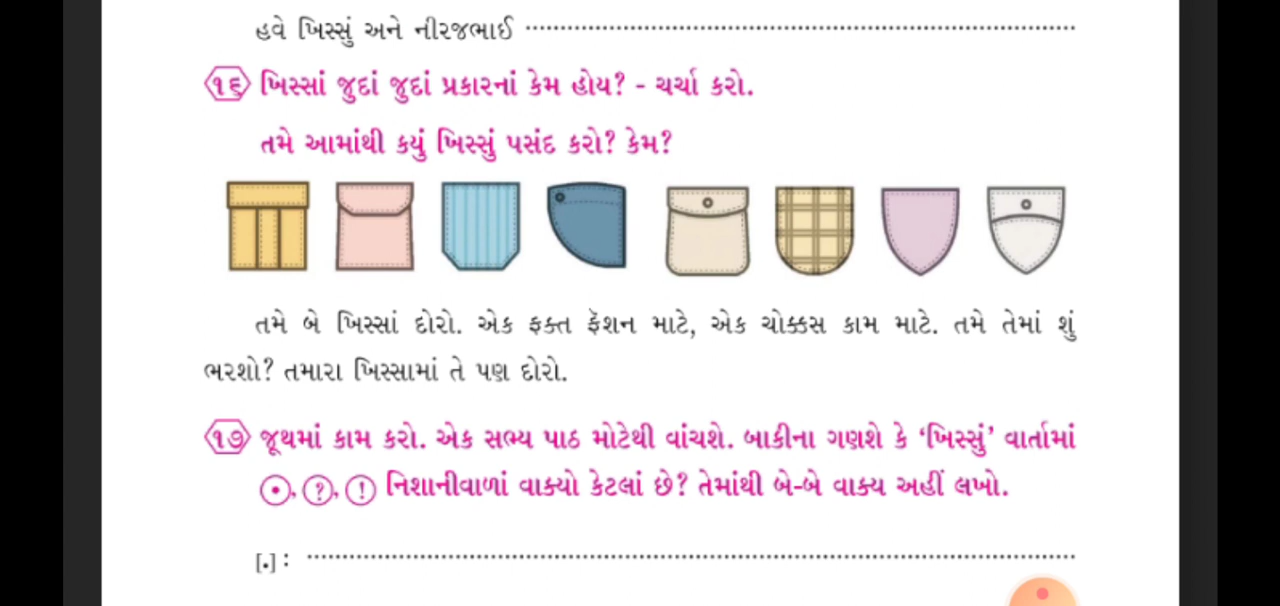 હવે ખિસ્સું અને નીરજભાઈ ........................................................................
૧૬ ખિસ્સાં જુદાં જુદાં પ્રકારનાં કેમ હોય? - ચર્ચા કરો.
તમે આમાંથી કયું ખિસ્સું પસંદ કરો? કેમ?
તમે બે ખિસ્સાં દોરો. એક ફક્ત ફૅશન માટે, એક ચોક્કસ કામ માટે. તમે તેમાં શું
ભરશો? તમારા ખિસ્સામાં તે પણ દોરો.
૧૭ જૂથમાં કામ કરો. એક સભ્ય પાઠ મોટેથી વાંચશે. બાકીના ગણશે કે ‘ખિસ્સું’ વાર્તામાં
(.), (?), (!) નિશાનીવાળાં વાક્યો કેટલાં છે? તેમાંથી બે-બે વાક્ય અહીં લખો.
[.] : ........................................................................